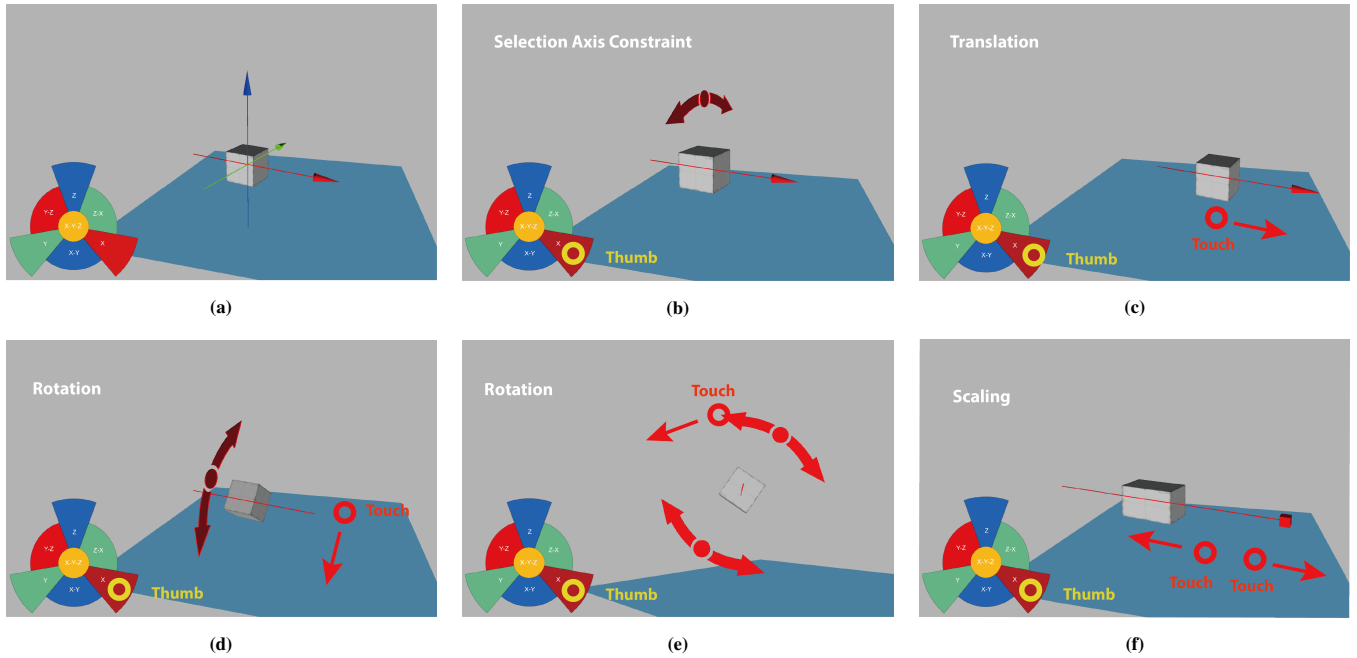 Z
Y-Z
Z-X
X-Y-Z
Y
X
X-Y
(a)
Selection Axis Constraint
Z
Y-Z
Z-X
X-Y-Z
Y
X
X-Y
Thumb
(b)
Translation
Touch
Z
Y-Z
Z-X
X-Y-Z
Y
X
X-Y
Thumb
(c)
Rotation
Touch
Z
Y-Z
Z-X
X-Y-Z
Y
X
X-Y
Thumb
(d)
Rotation
Touch
Z
Y-Z
Z-X
X-Y-Z
Y
X
X-Y
Thumb
(e)
Scaling
Touch
Touch
Z
Y-Z
Z-X
X-Y-Z
Y
X
X-Y
Thumb
(f)